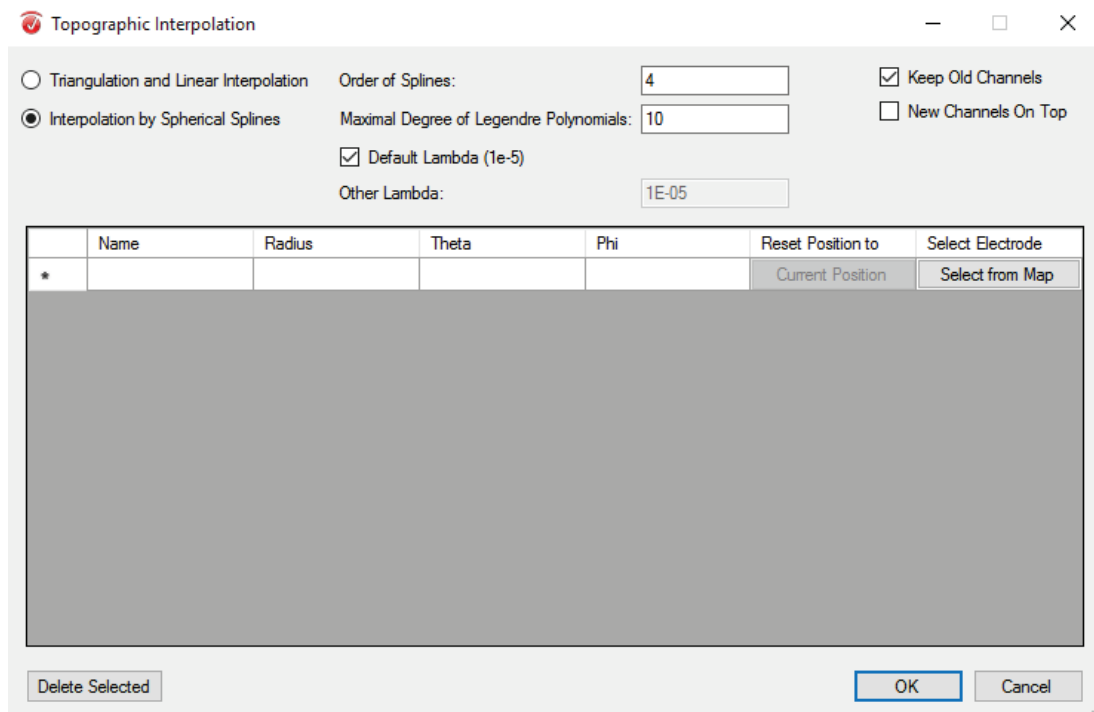 Topographic Interpolation
Triangulation and Linear Interpolation Order of Splines: 4 Keep Old Channels
Interpolation by Spherical Splines Maximal Degree of Legendre Polynomials: 10 New Channels On Top
Default Lambda (1e-5)
Other Lambda: 1E-05
Name Radius Theta Phi Reset Position to Select Electrode
* Current Position Select from Map
Delete Selected OK Cancel